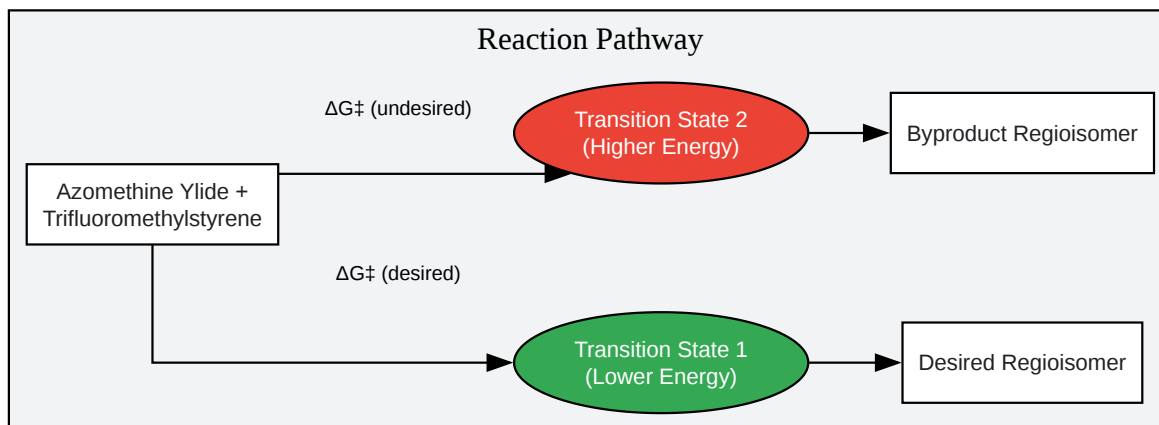 Reaction Pathway
ΔG‡ (undesired)
Transition State 2
(Higher Energy)
Byproduct Regioisomer
Azomethine Ylide +
Trifluoromethylstyrene
ΔG‡ (desired)
Transition State 1
(Lower Energy)
Desired Regioisomer